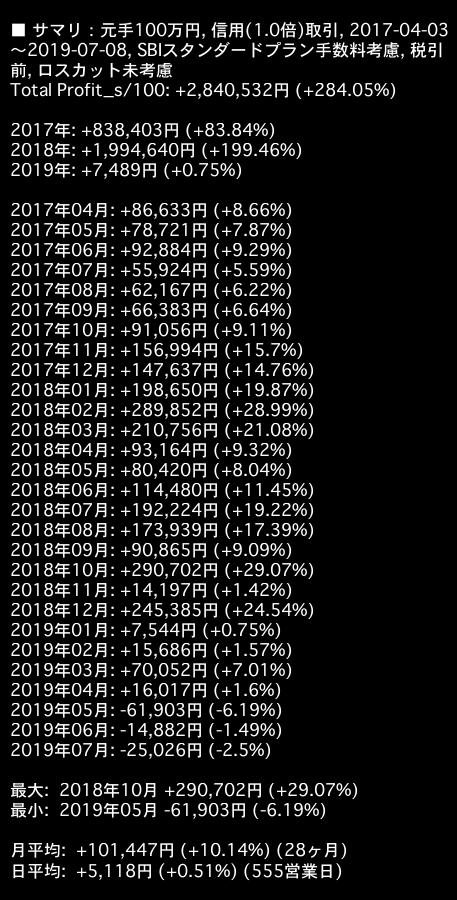 ■ サマリ : 元手100万円, 信用(1.0倍)取引, 2017-04-03
～2019-07-08, SBIスタンダードプラン手数料考慮, 税引
前, ロスカット未考慮
Total Profit_s/100: +2,840,532円 (+284.05%)
2017年: +838,403円 (+83.84%)
2018年: +1,994,640円 (+199.46%)
2019年: +7,489円 (+0.75%)
2017年04月: +86,633円 (+8.66%)
2017年05月: +78,721円 (+7.87%)
2017年06月: +92,884円 (+9.29%)
2017年07月: +55,924円 (+5.59%)
2017年08月: +62,167円 (+6.22%)
2017年09月: +66,383円 (+6.64%)
2017年10月: +91,056円 (+9.11%)
2017年11月: +156,994円 (+15.7%)
2017年12月: +147,637円 (+14.76%)
2018年01月: +198,650円 (+19.87%)
2018年02月: +289,852円 (+28.99%)
2018年03月: +210,756円 (+21.08%)
2018年04月: +93,164円 (+9.32%)
2018年05月: +80,420円 (+8.04%)
2018年06月: +114,480円 (+11.45%)
2018年07月: +192,224円 (+19.22%)
2018年08月: +173,939円 (+17.39%)
2018年09月: +90,865円 (+9.09%)
2018年10月: +290,702円 (+29.07%)
2018年11月: +14,197円 (+1.42%)
2018年12月: +245,385円 (+24.54%)
2019年01月: +7,544円 (+0.75%)
2019年02月: +15,686円 (+1.57%)
2019年03月: +70,052円 (+7.01%)
2019年04月: +16,017円 (+1.6%)
2019年05月: -61,903円 (-6.19%)
2019年06月: -14,882円 (-1.49%)
2019年07月: -25,026円 (-2.5%)
最大: 2018年10月 +290,702円 (+29.07%)
最小: 2019年05月 -61,903円 (-6.19%)
月平均: +101,447円 (+10.14%) (28ヶ月)
日平均: +5,118円 (+0.51%) (555営業日)